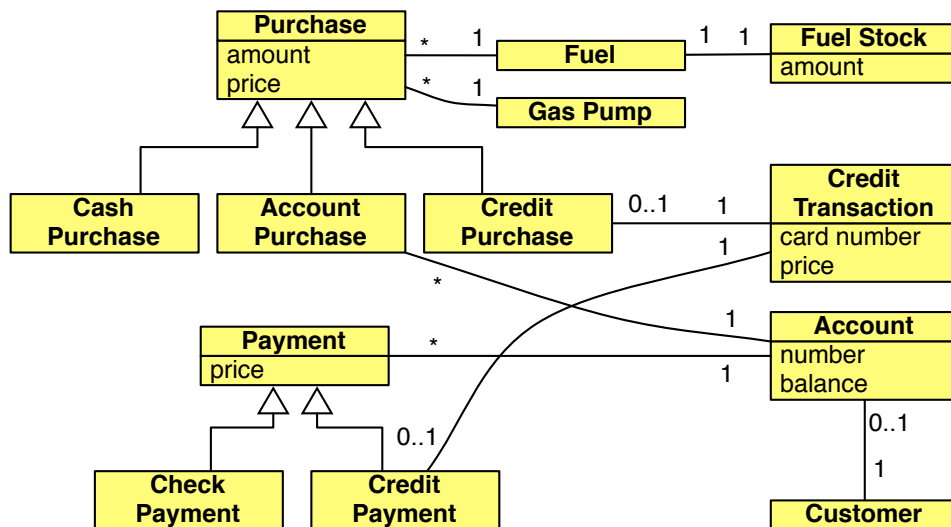 Purchase
amount
price
* 1
Fuel
1 1
Fuel Stock
amount
* 1
Gas Pump
Cash
Purchase
Account
Purchase
Credit
Purchase
0..1 1
Credit
Transaction
card number
price
1
*
1
Payment
price
*
1
Account
number
balance
0..1
0..1
1
Check
Payment
Credit
Payment
Customer